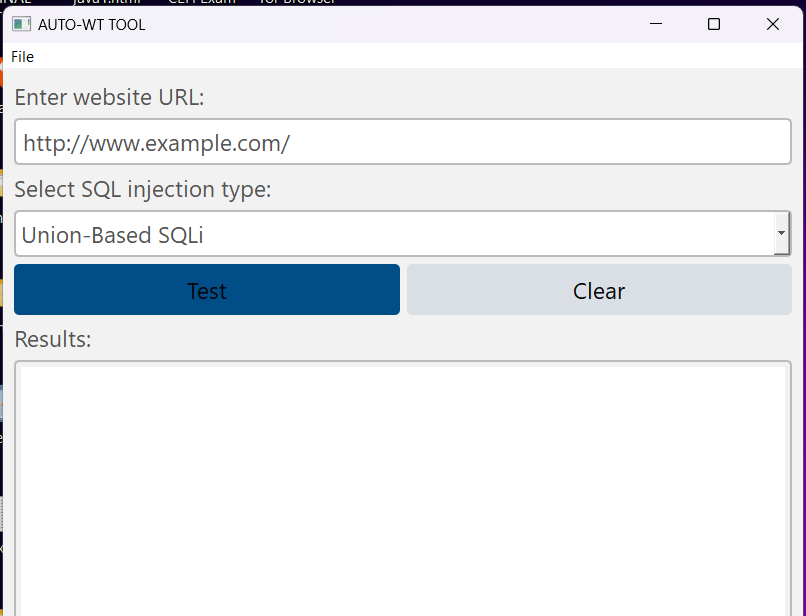 AUTO-WT TOOL
File
Enter website URL:
http://www.example.com/
Select SQL injection type:
Union-Based SQLi
Test
Clear
Results: